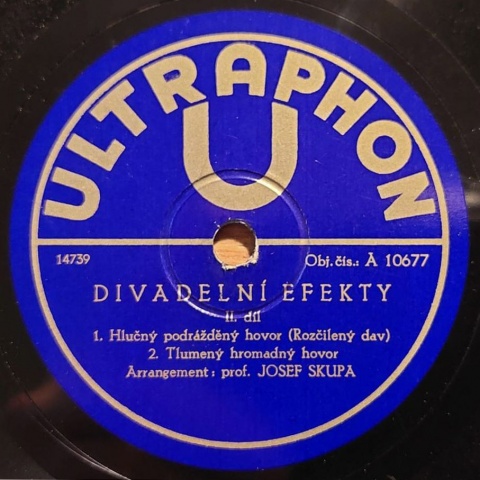 ULTRAPHON
U
14739
Obj. čís.: A 10677
DIVADELNÍ EFEKTY
II. díl
1. Hlučný podrážděný hovor (Rozčilený dav)
2. Tlumený hromadný hovor
Arrangement: prof. JOSEF SKUPA